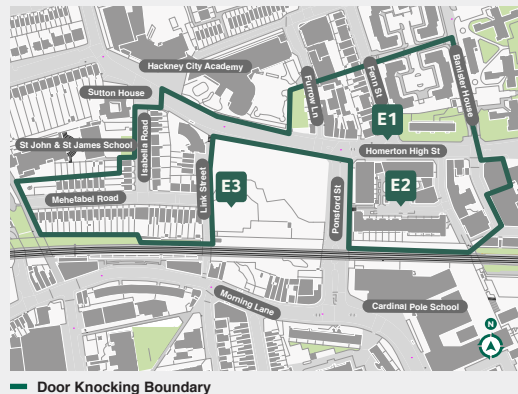 Hackney City Academy
Sutton House
St John & St James School
Isabella Road
Mehetabel Road
Link Street
Furrow Ln
Fenn St
Banister House
E1
Homerton High St
E2
E3
Ponsford St
Morning Lane
Cardinal Pole School
N
Door Knocking Boundary